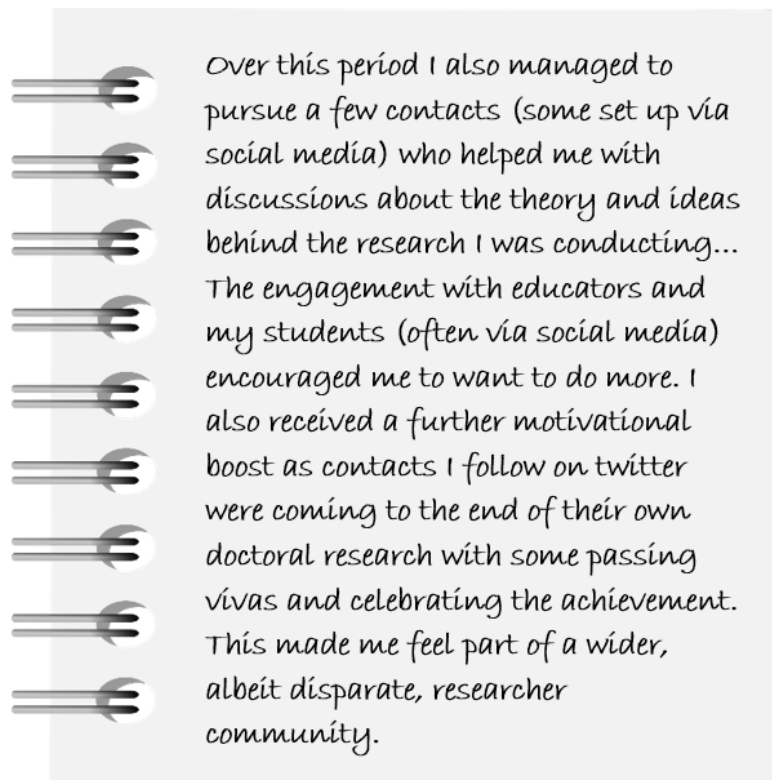 Over this period I also managed to
pursue a few contacts (some set up via
social media) who helped me with
discussions about the theory and ideas
behind the research I was conducting...
The engagement with educators and
my students (often via social media)
encouraged me to want to do more. I
also received a further motivational
boost as contacts I follow on twitter
were coming to the end of their own
doctoral research with some passing
vivas and celebrating the achievement.
This made me feel part of a wider,
albeit disparate, researcher
community.